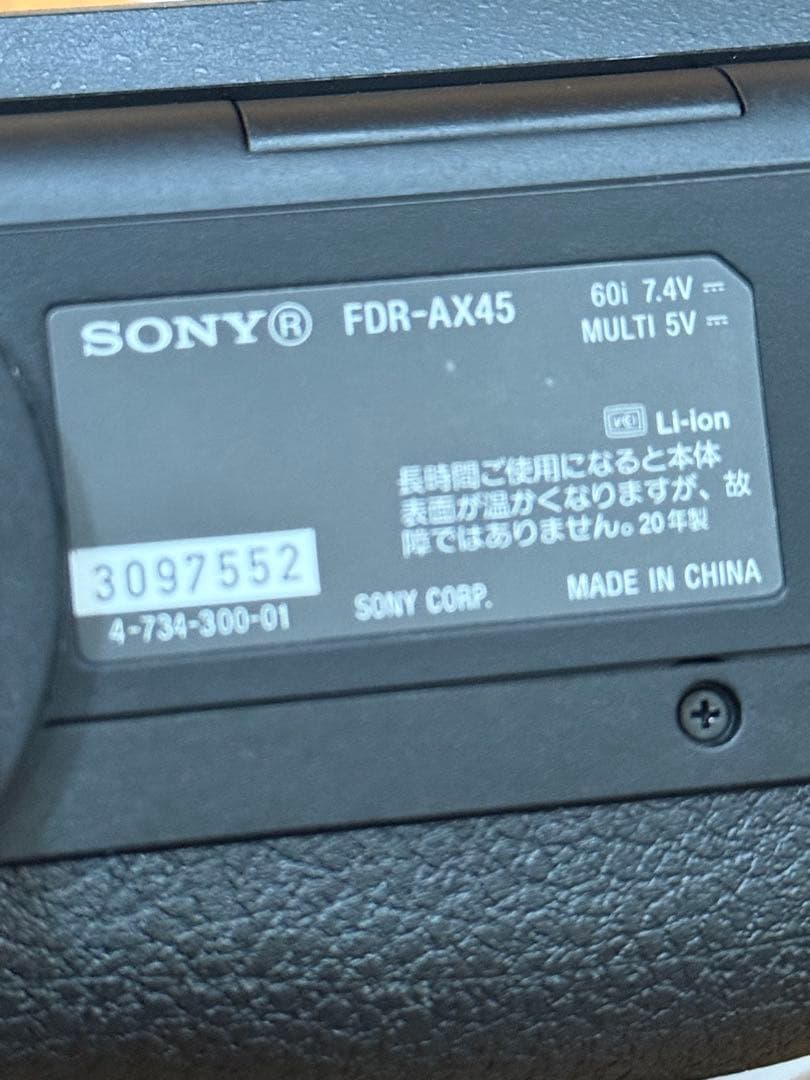 SONY® FDR-AX45
60i 7.4V ⎓
MULTI 5V ⎓
VCCI Li-ion
長時間ご使用になると本体
表面が温かくなりますが、故
障ではありません。20年製
3097552
4-734-300-01
SONY CORP.
MADE IN CHINA